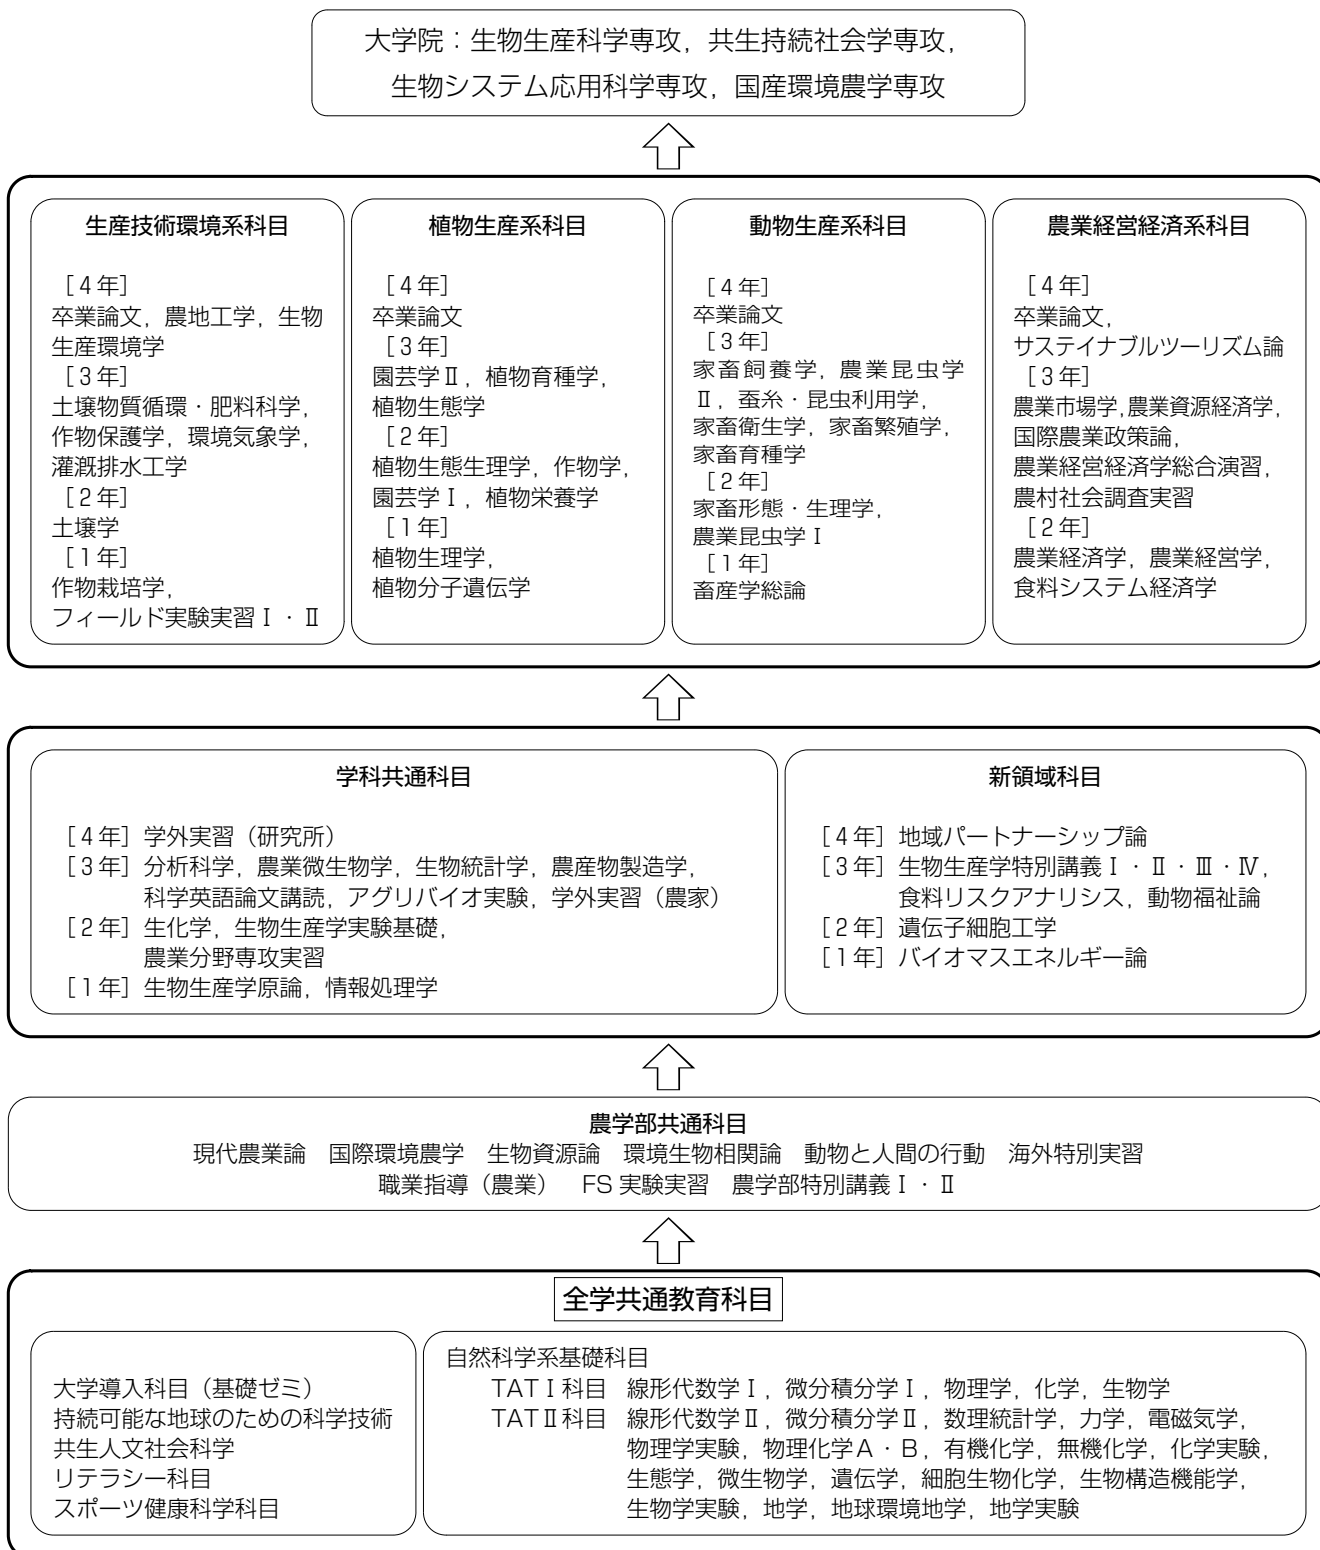 大学院：生物生産科学専攻，共生持続社会学専攻，
生物システム応用科学専攻，国産環境農学専攻
生産技術環境系科目
［４年］
卒業論文，農地工学，生物
生産環境学
［３年］
土壌物質循環・肥料科学，
作物保護学，環境気象学，
灌漑排水工学
［２年］
土壌学
［１年］
作物栽培学，
フィールド実験実習Ⅰ・Ⅱ
植物生産系科目
［４年］
卒業論文
［３年］
園芸学Ⅱ，植物育種学，
植物生態学
［２年］
植物生態生理学，作物学，
園芸学Ⅰ，植物栄養学
［１年］
植物生理学，
植物分子遺伝学
動物生産系科目
［４年］
卒業論文
［３年］
家畜飼養学，農業昆虫学
Ⅱ，蚕糸・昆虫利用学，
家畜衛生学，家畜繁殖学，
家畜育種学
［２年］
家畜形態・生理学，
農業昆虫学Ⅰ
［１年］
畜産学総論
農業経営経済系科目
［４年］
卒業論文，
サステイナブルツーリズム論
［３年］
農業市場学，農業資源経済学，
国際農業政策論，
農業経営経済学総合演習，
農村社会調査実習
［２年］
農業経済学，農業経営学，
食料システム経済学
学科共通科目
［４年］学外実習（研究所）
［３年］分析科学，農業微生物学，生物統計学，農産物製造学，
科学英語論文講読，アグリバイオ実験，学外実習（農家）
［２年］生化学，生物生産学実験基礎，
農業分野専攻実習
［１年］生物生産学原論，情報処理学
新領域科目
［４年］地域パートナーシップ論
［３年］生物生産学特別講義Ⅰ・Ⅱ・Ⅲ・Ⅳ，
食料リスクアナリシス，動物福祉論
［２年］遺伝子細胞工学
［１年］バイオマスエネルギー論
農学部共通科目
現代農業論　国際環境農学　生物資源論　環境生物相関論　動物と人間の行動　海外特別実習
職業指導（農業）　FS 実験実習　農学部特別講義Ⅰ・Ⅱ
全学共通教育科目
大学導入科目（基礎ゼミ）
持続可能な地球のための科学技術
共生人文社会科学
リテラシー科目
スポーツ健康科学科目
自然科学系基礎科目
TATⅠ科目　線形代数学Ⅰ，微分積分学Ⅰ，物理学，化学，生物学
TATⅡ科目　線形代数学Ⅱ，微分積分学Ⅱ，数理統計学，力学，電磁気学，
物理学実験，物理化学Ａ・Ｂ，有機化学，無機化学，化学実験，
生態学，微生物学，遺伝学，細胞生物化学，生物構造機能学，
生物学実験，地学，地球環境地学，地学実験